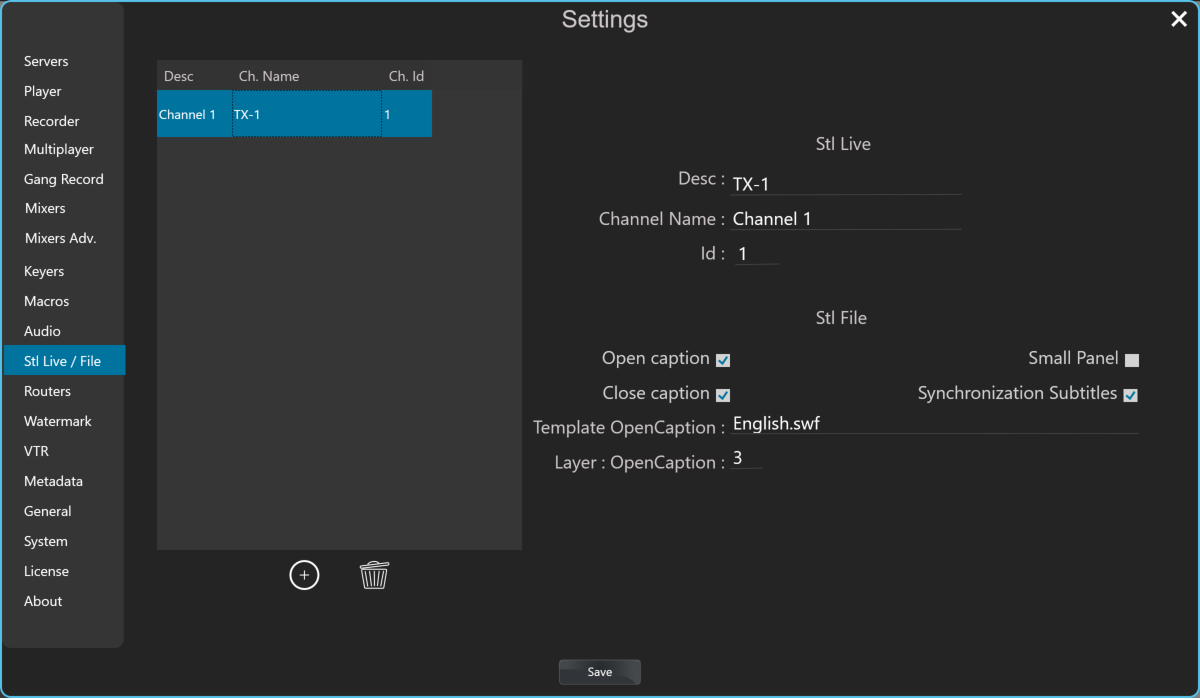 Settings
Servers
Player
Recorder
Multiplayer
Gang Record
Mixers
Mixers Adv.
Keyers
Macros
Audio
Stl Live / File
Routers
Watermark
VTR
Metadata
General
System
License
About
Desc Ch. Name Ch. Id
Channel 1 TX-1 1
Stl Live
Desc : TX-1
Channel Name : Channel 1
Id : 1
Stl File
Open caption Small Panel
Close caption Synchronization Subtitles
Template OpenCaption : English.swf
Layer : OpenCaption : 3
Save